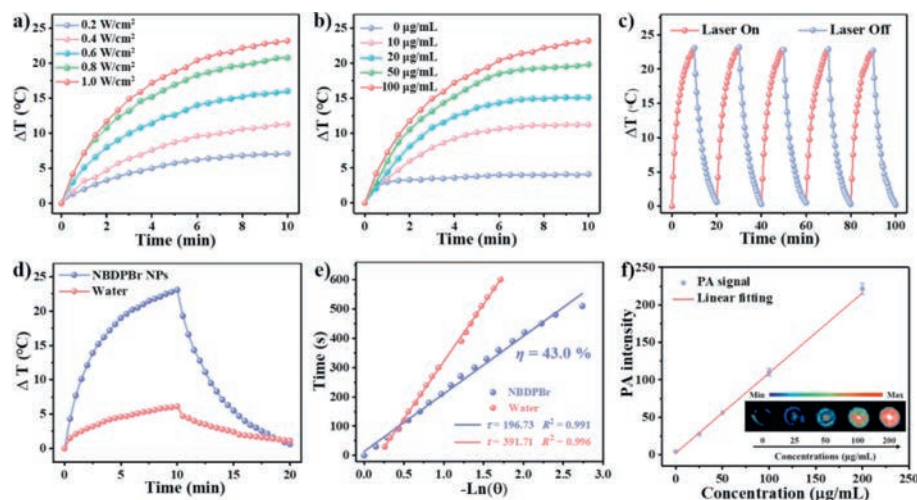 a)
0.2 W/cm²
0.4 W/cm²
0.6 W/cm²
0.8 W/cm²
1.0 W/cm²
ΔT (°C)
25
20
15
10
5
0
0 2 4 6 8 10
Time (min)
b)
0 µg/mL
10 µg/mL
20 µg/mL
50 µg/mL
100 µg/mL
ΔT (°C)
25
20
15
10
5
0
0 2 4 6 8 10
Time (min)
c)
Laser On Laser Off
ΔT (°C)
25
20
15
10
5
0
0 10 20 30 40 50 60 70 80 90 100
Time (min)
d)
NBDPBr NPs
Water
Δ T (°C)
25
20
15
10
5
0
0 5 10 15 20
Time (min)
e)
Time (s)
600
500
400
300
200
100
0
η = 43.0 %
NBDPBr
Water
τ = 196.73 R² = 0.991
τ = 391.71 R² = 0.996
0.0 0.5 1.0 1.5 2.0 2.5 3.0
-Ln(θ)
f)
PA signal
Linear fitting
PA intensity
250
200
150
100
50
0
Min Max
0 25 50 100 200
Concentrations (µg/mL)
0 50 100 150 200 250
Concentration (µg/mL)